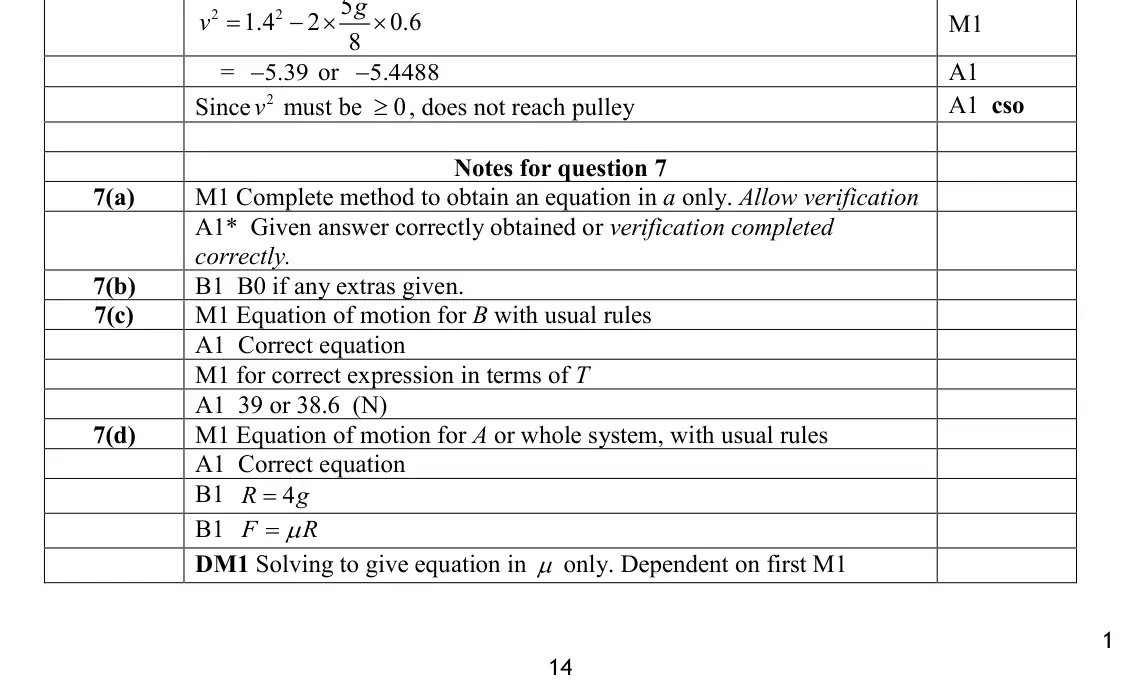 v² = 1.4² − 2 × 5g/8 × 0.6 M1
= −5.39 or −5.4488 A1
Since v² must be ≥ 0, does not reach pulley A1 cso
Notes for question 7
7(a) M1 Complete method to obtain an equation in a only. Allow verification
A1* Given answer correctly obtained or verification completed
correctly.
7(b) B1 B0 if any extras given.
7(c) M1 Equation of motion for B with usual rules
A1 Correct equation
M1 for correct expression in terms of T
A1 39 or 38.6 (N)
7(d) M1 Equation of motion for A or whole system, with usual rules
A1 Correct equation
B1 R = 4g
B1 F = μR
DM1 Solving to give equation in μ only. Dependent on first M1
1
14